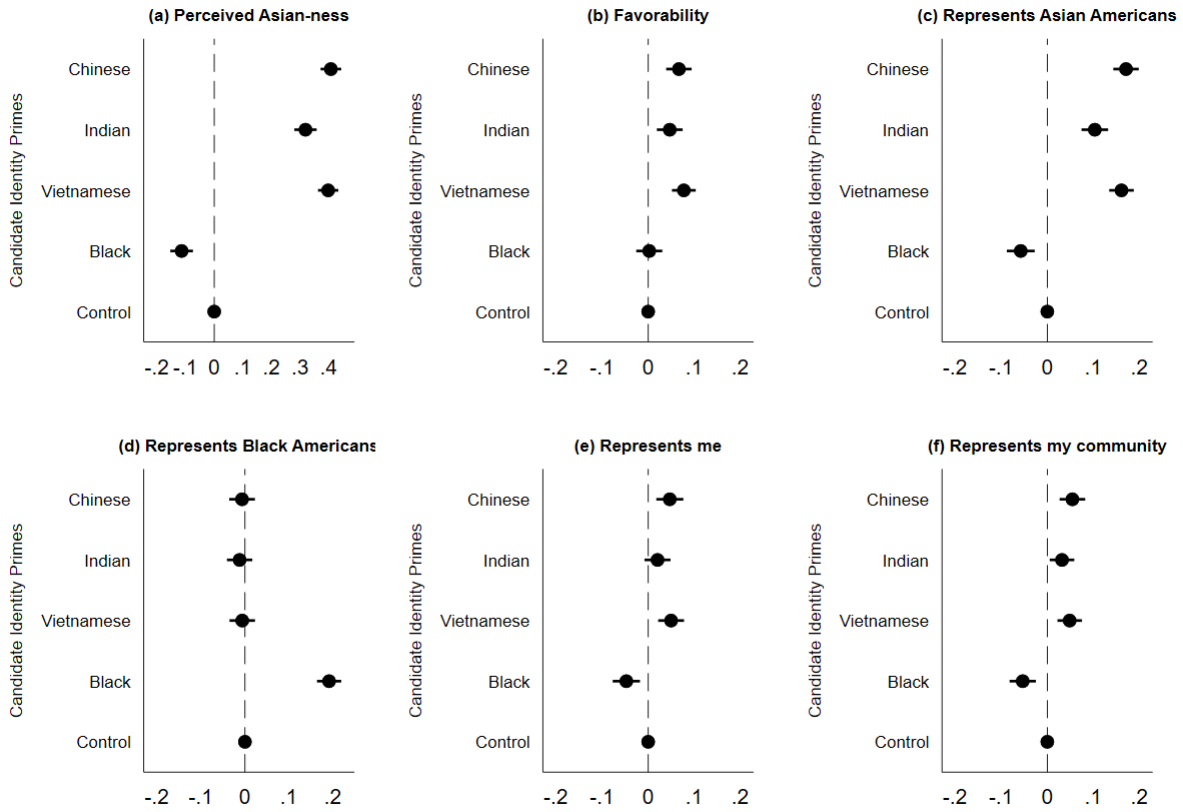 (a) Perceived Asian-ness
Candidate Identity Primes
Chinese
Indian
Vietnamese
Black
Control
-.2 -.1 0 .1 .2 .3 .4
(b) Favorability
Candidate Identity Primes
Chinese
Indian
Vietnamese
Black
Control
-.2 -.1 0 .1 .2
(c) Represents Asian Americans
Candidate Identity Primes
Chinese
Indian
Vietnamese
Black
Control
-.2 -.1 0 .1 .2
(d) Represents Black Americans
Candidate Identity Primes
Chinese
Indian
Vietnamese
Black
Control
-.2 -.1 0 .1 .2
(e) Represents me
Candidate Identity Primes
Chinese
Indian
Vietnamese
Black
Control
-.2 -.1 0 .1 .2
(f) Represents my community
Candidate Identity Primes
Chinese
Indian
Vietnamese
Black
Control
-.2 -.1 0 .1 .2